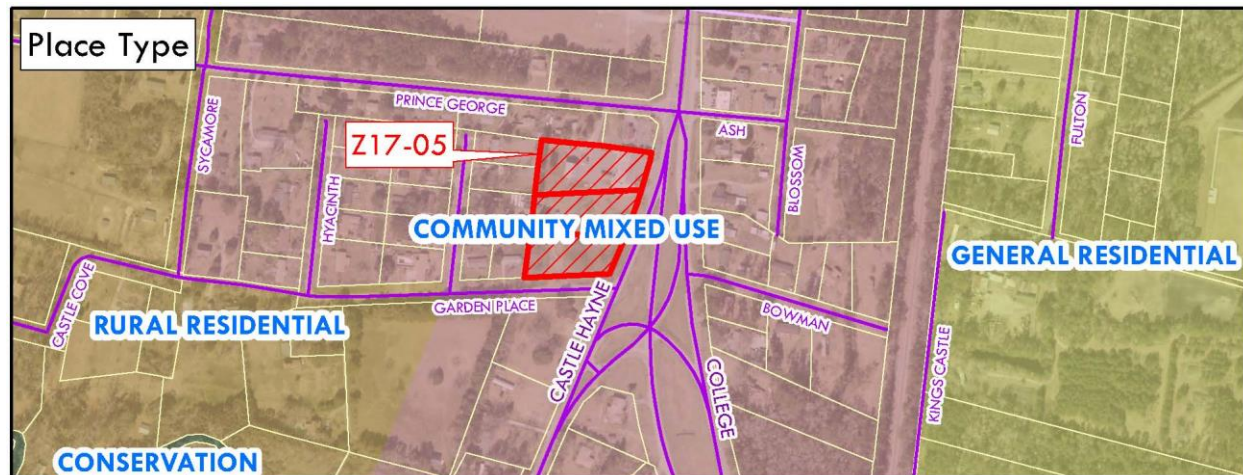 Place Type
PRINCE GEORGE
SYCAMORE
Z17-05
ASH
FULTON
HYACINTH
BLOSSOM
COMMUNITY MIXED USE
GENERAL RESIDENTIAL
CASTLE COVE
GARDEN PLACE
BOWMAN
RURAL RESIDENTIAL
CASTLE HAYNE
COLLEGE
KINGS CASTLE
CONSERVATION